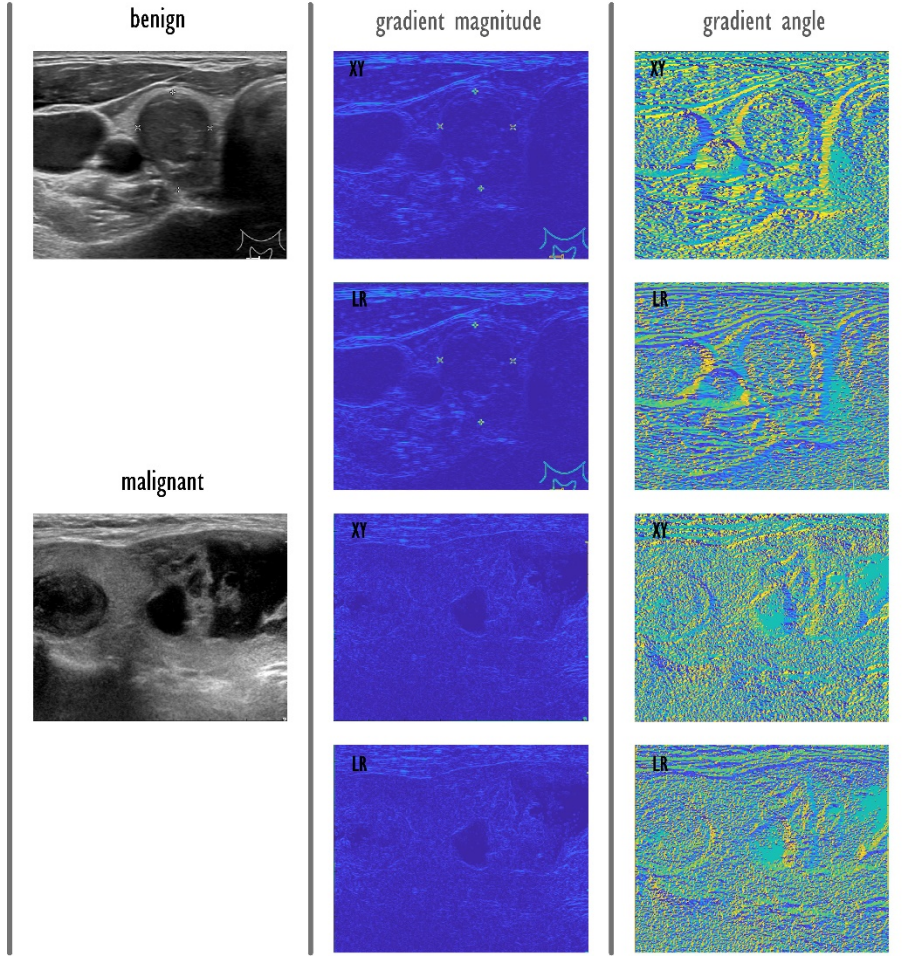 benign
gradient magnitude
gradient angle
XY
XY
LR
LR
malignant
XY
XY
LR
LR